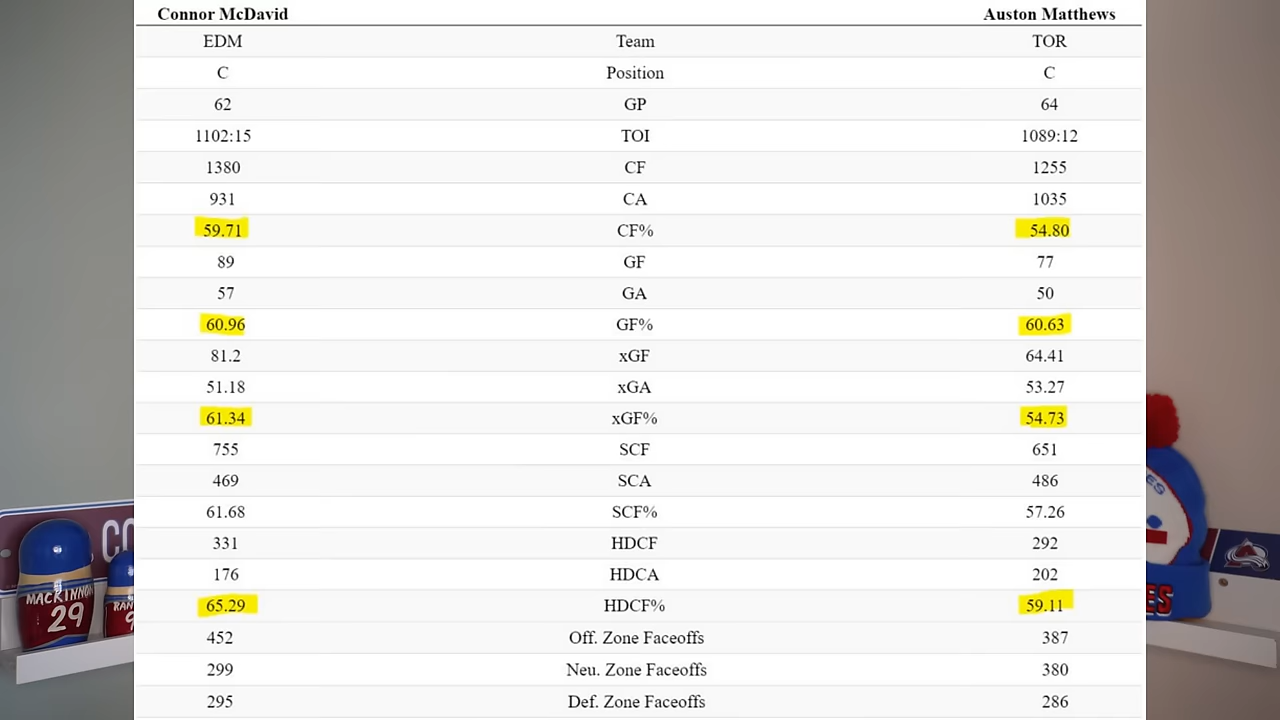 Connor McDavid Auston Matthews
EDM Team TOR
C Position C
62 GP 64
1102:15 TOI 1089:12
1380 CF 1255
931 CA 1035
59.71 CF% 54.80
89 GF 77
57 GA 50
60.96 GF% 60.63
81.2 xGF 64.41
51.18 xGA 53.27
61.34 xGF% 54.73
755 SCF 651
469 SCA 486
61.68 SCF% 57.26
331 HDCF 292
176 HDCA 202
65.29 HDCF% 59.11
452 Off. Zone Faceoffs 387
299 Neu. Zone Faceoffs 380
295 Def. Zone Faceoffs 286
MACKINNON
29